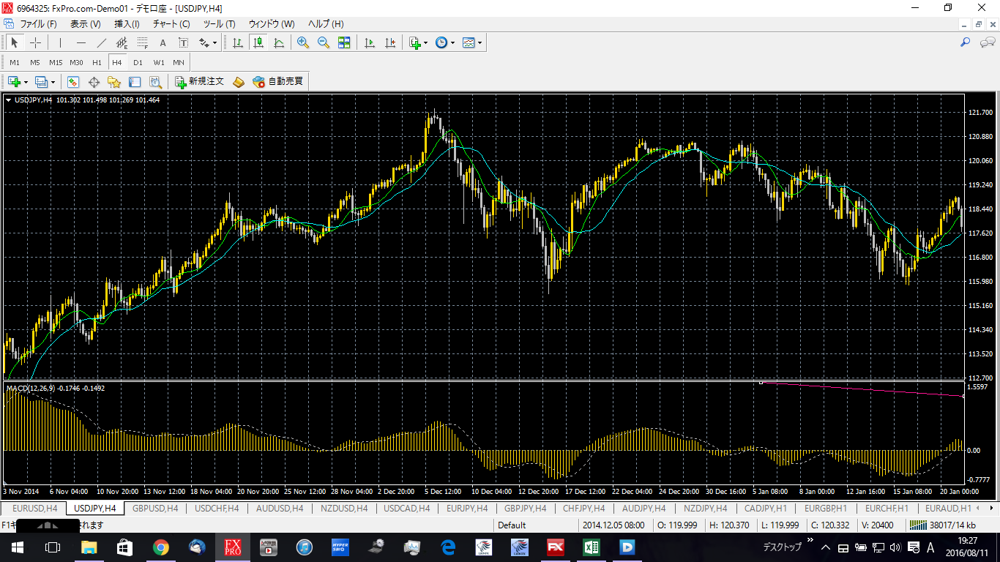 6964325: FxPro.com-Demo01 - デモ口座 - [USDJPY,H4]
ファイル (F) 表示 (V) 挿入(I) チャート (C) ツール (T) ウィンドウ (W) ヘルプ (H)
A T
M1 M5 M15 M30 H1 H4 D1 W1 MN
新規注文 自動売買
USDJPY,H4 101.302 101.498 101.269 101.464
121.700
120.880
120.060
119.240
118.440
117.620
116.800
115.980
115.160
114.340
113.520
112.700
MACD(12,26,9) -0.1746 -0.1492
1.5597
0.00
-0.7777
3 Nov 2014 6 Nov 04:00 10 Nov 20:00 13 Nov 12:00 18 Nov 04:00 20 Nov 20:00 25 Nov 12:00 28 Nov 04:00 2 Dec 20:00 5 Dec 12:00 10 Dec 04:00 12 Dec 20:00 17 Dec 12:00 22 Dec 04:00 24 Dec 20:00 30 Dec 16:00 5 Jan 08:00 8 Jan 00:00 12 Jan 16:00 15 Jan 08:00 20 Jan 00:00
EURUSD,H4 USDJPY,H4 GBPUSD,H4 USDCHF,H4 AUDUSD,H4 NZDUSD,H4 USDCAD,H4 EURJPY,H4 GBPJPY,H4 CHFJPY,H4 AUDJPY,H4 NZDJPY,H4 CADJPY,H1 EURGBP,H1 EURCHF,H1 EURAUD,H1
F1キ れます Default 2014.12.05 08:00 O: 119.999 H: 120.370 L: 119.999 C: 120.332 V: 20400 38017/14 kb
FX PRO HYPER SBI デスクトップ A 19:27
2016/08/11